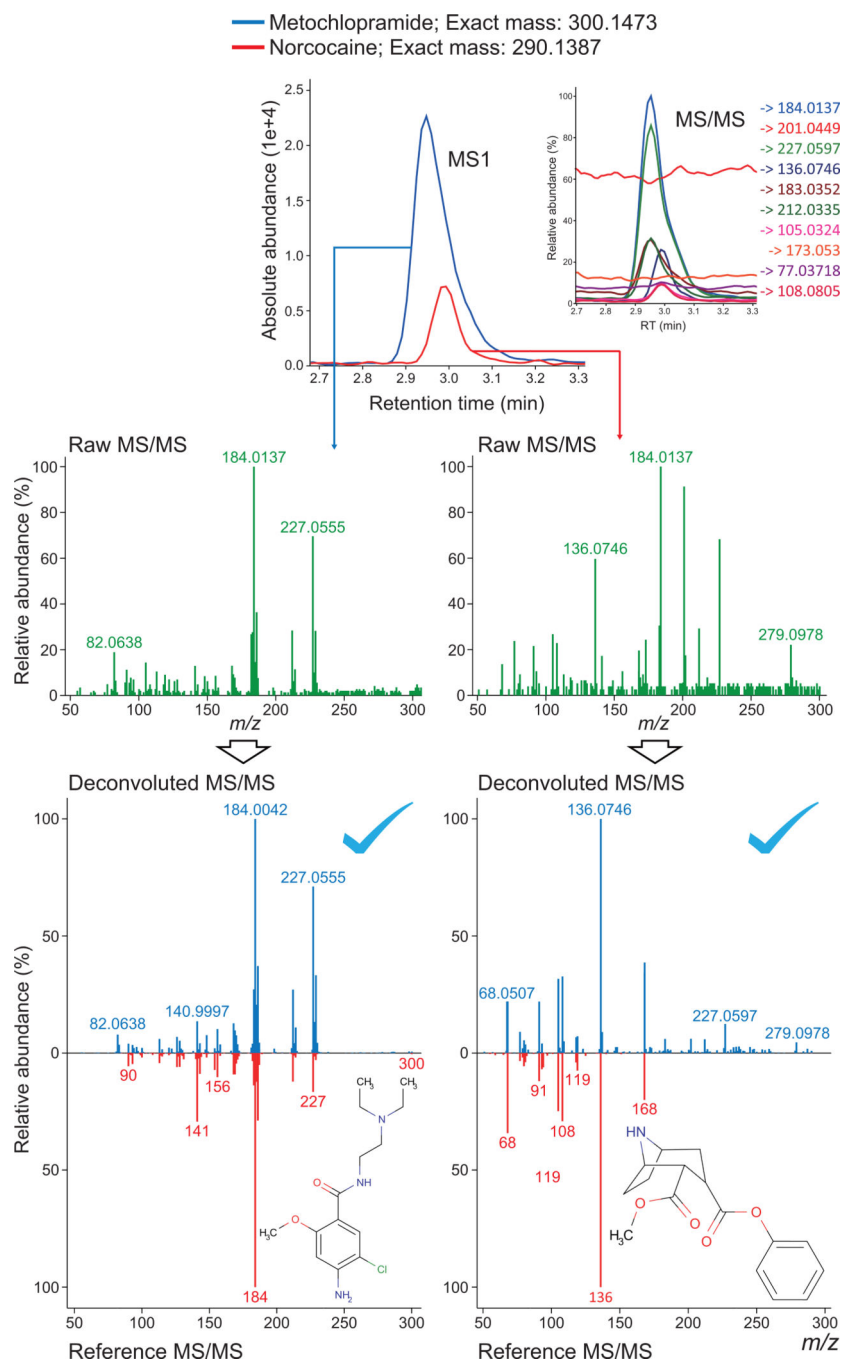 Metochlopramide; Exact mass: 300.1473
Norcocaine; Exact mass: 290.1387
Absolute abundance (1e+4)
2.5
2.0
1.5
1.0
0.5
0.0
MS1
2.7 2.8 2.9 3.0 3.1 3.2 3.3
Retention time (min)
Relative abundance (%)
100
80
60
40
20
0
MS/MS
2.7 2.8 2.9 3.0 3.1 3.2 3.3
RT (min)
-> 184.0137
-> 201.0449
-> 227.0597
-> 136.0746
-> 183.0352
-> 212.0335
-> 105.0324
-> 173.053
-> 77.03718
-> 108.0805
Raw MS/MS
Relative abundance (%)
100
80
60
40
20
0
184.0137
227.0555
82.0638
50 100 150 200 250 300
m/z
Raw MS/MS
100
80
60
40
20
0
184.0137
136.0746
279.0978
50 100 150 200 250 300
m/z
Deconvoluted MS/MS
Relative abundance (%)
100
50
0
50
100
184.0042
227.0555
140.9997
82.0638
90
156
300
227
141
184
CH₃
H₃C
N
NH
O
O
H₃C
Cl
NH₂
50 100 150 200 250 300
Reference MS/MS
Deconvoluted MS/MS
100
50
0
50
100
136.0746
68.0507
227.0597
279.0978
91
119
168
68
108
119
136
HN
O
O
H₃C
O
O
50 100 150 200 250 300
Reference MS/MS
m/z